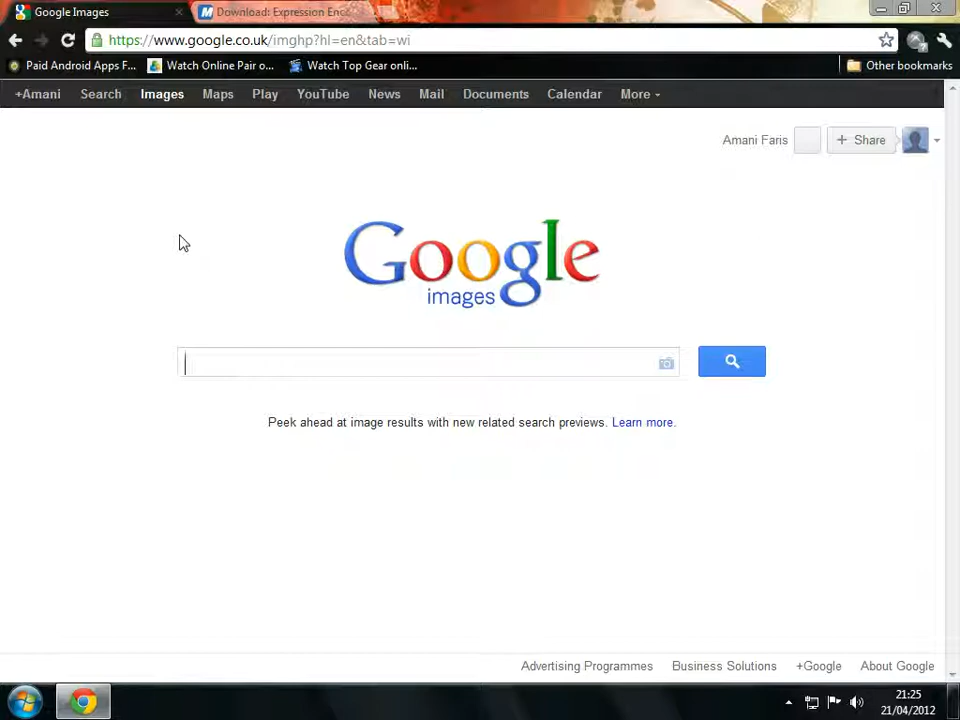 Google Images
Download: Expression Enc
https://www.google.co.uk/imghp?hl=en&tab=wi
Paid Android Apps F... Watch Online Pair o... Watch Top Gear onli... Other bookmarks
+Amani Search Images Maps Play YouTube News Mail Documents Calendar More
Amani Faris + Share
Google
images
Peek ahead at image results with new related search previews. Learn more.
Advertising Programmes Business Solutions +Google About Google
21:25
21/04/2012